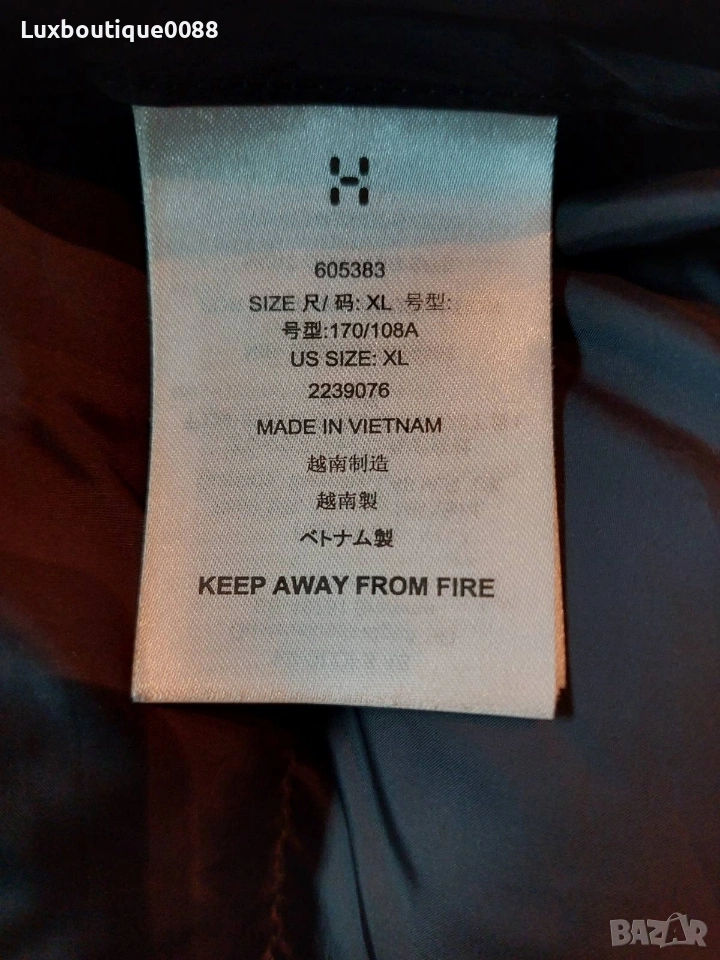 Luxboutique0088
605383
SIZE 尺/ 码: XL 号型:
号型:170/108A
US SIZE: XL
2239076
MADE IN VIETNAM
越南制造
越南製
ベトナム製
KEEP AWAY FROM FIRE
BAZAR